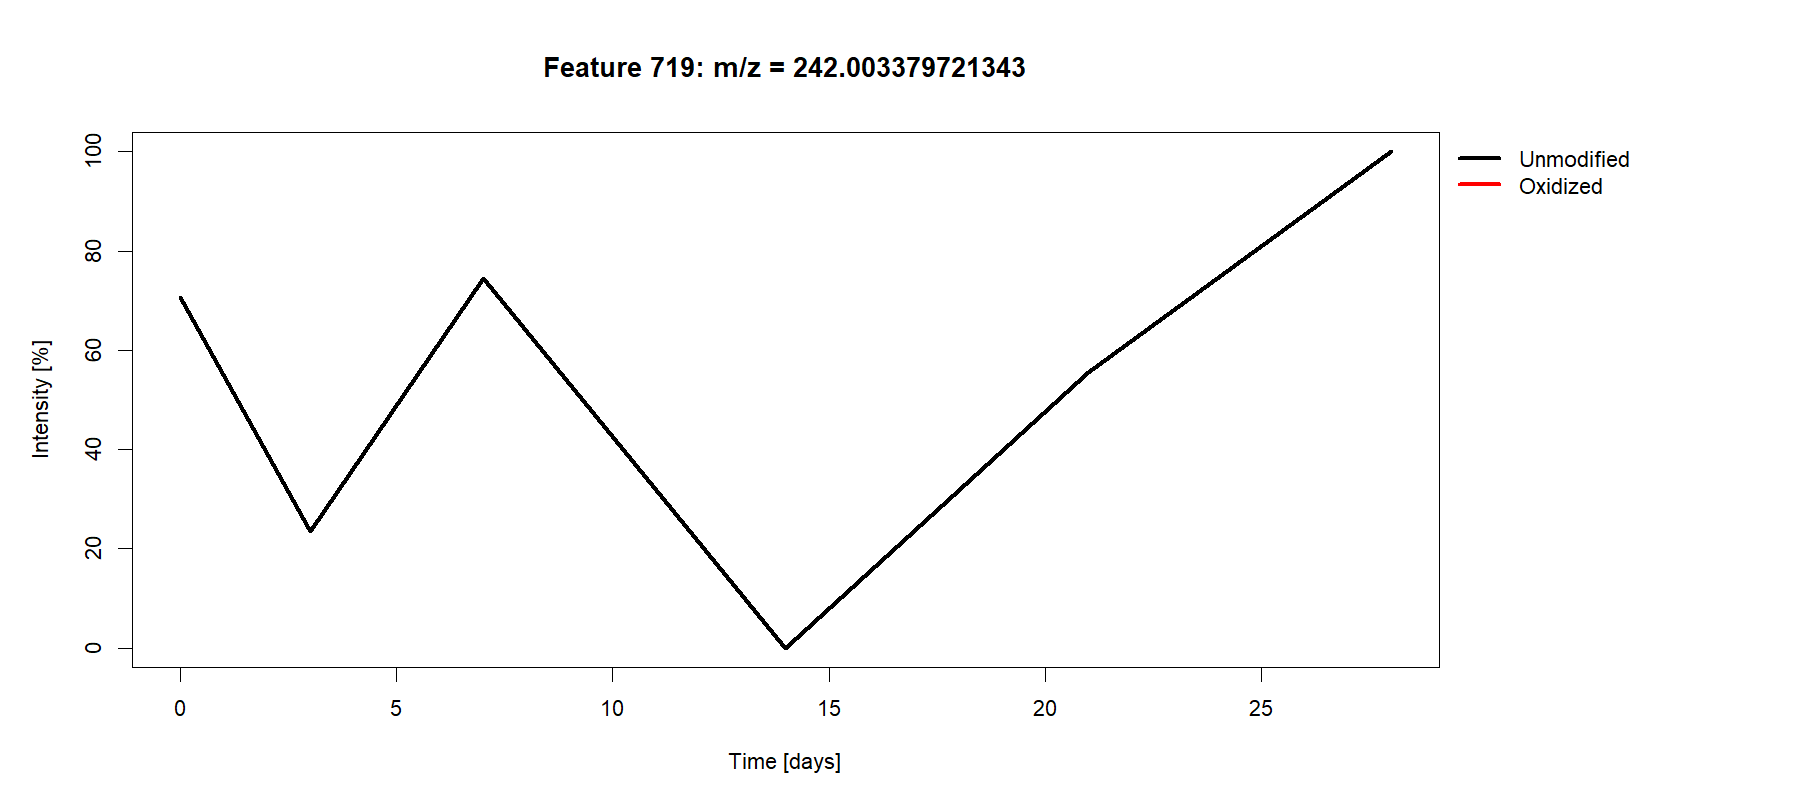 Feature 719: m/z = 242.003379721343
Unmodified
Oxidized
Intensity [%]
100
80
60
40
20
0
0 5 10 15 20 25
Time [days]